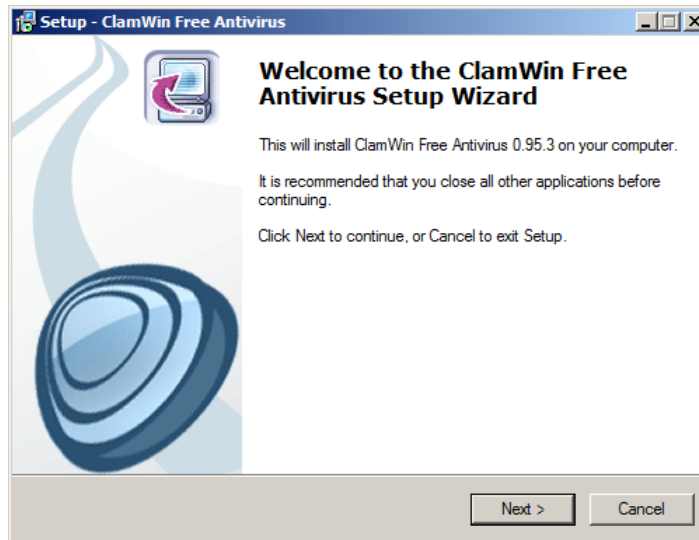 Setup - ClamWin Free Antivirus
Welcome to the ClamWin Free
Antivirus Setup Wizard
This will install ClamWin Free Antivirus 0.95.3 on your computer.
It is recommended that you close all other applications before
continuing.
Click Next to continue, or Cancel to exit Setup.
Next >
Cancel